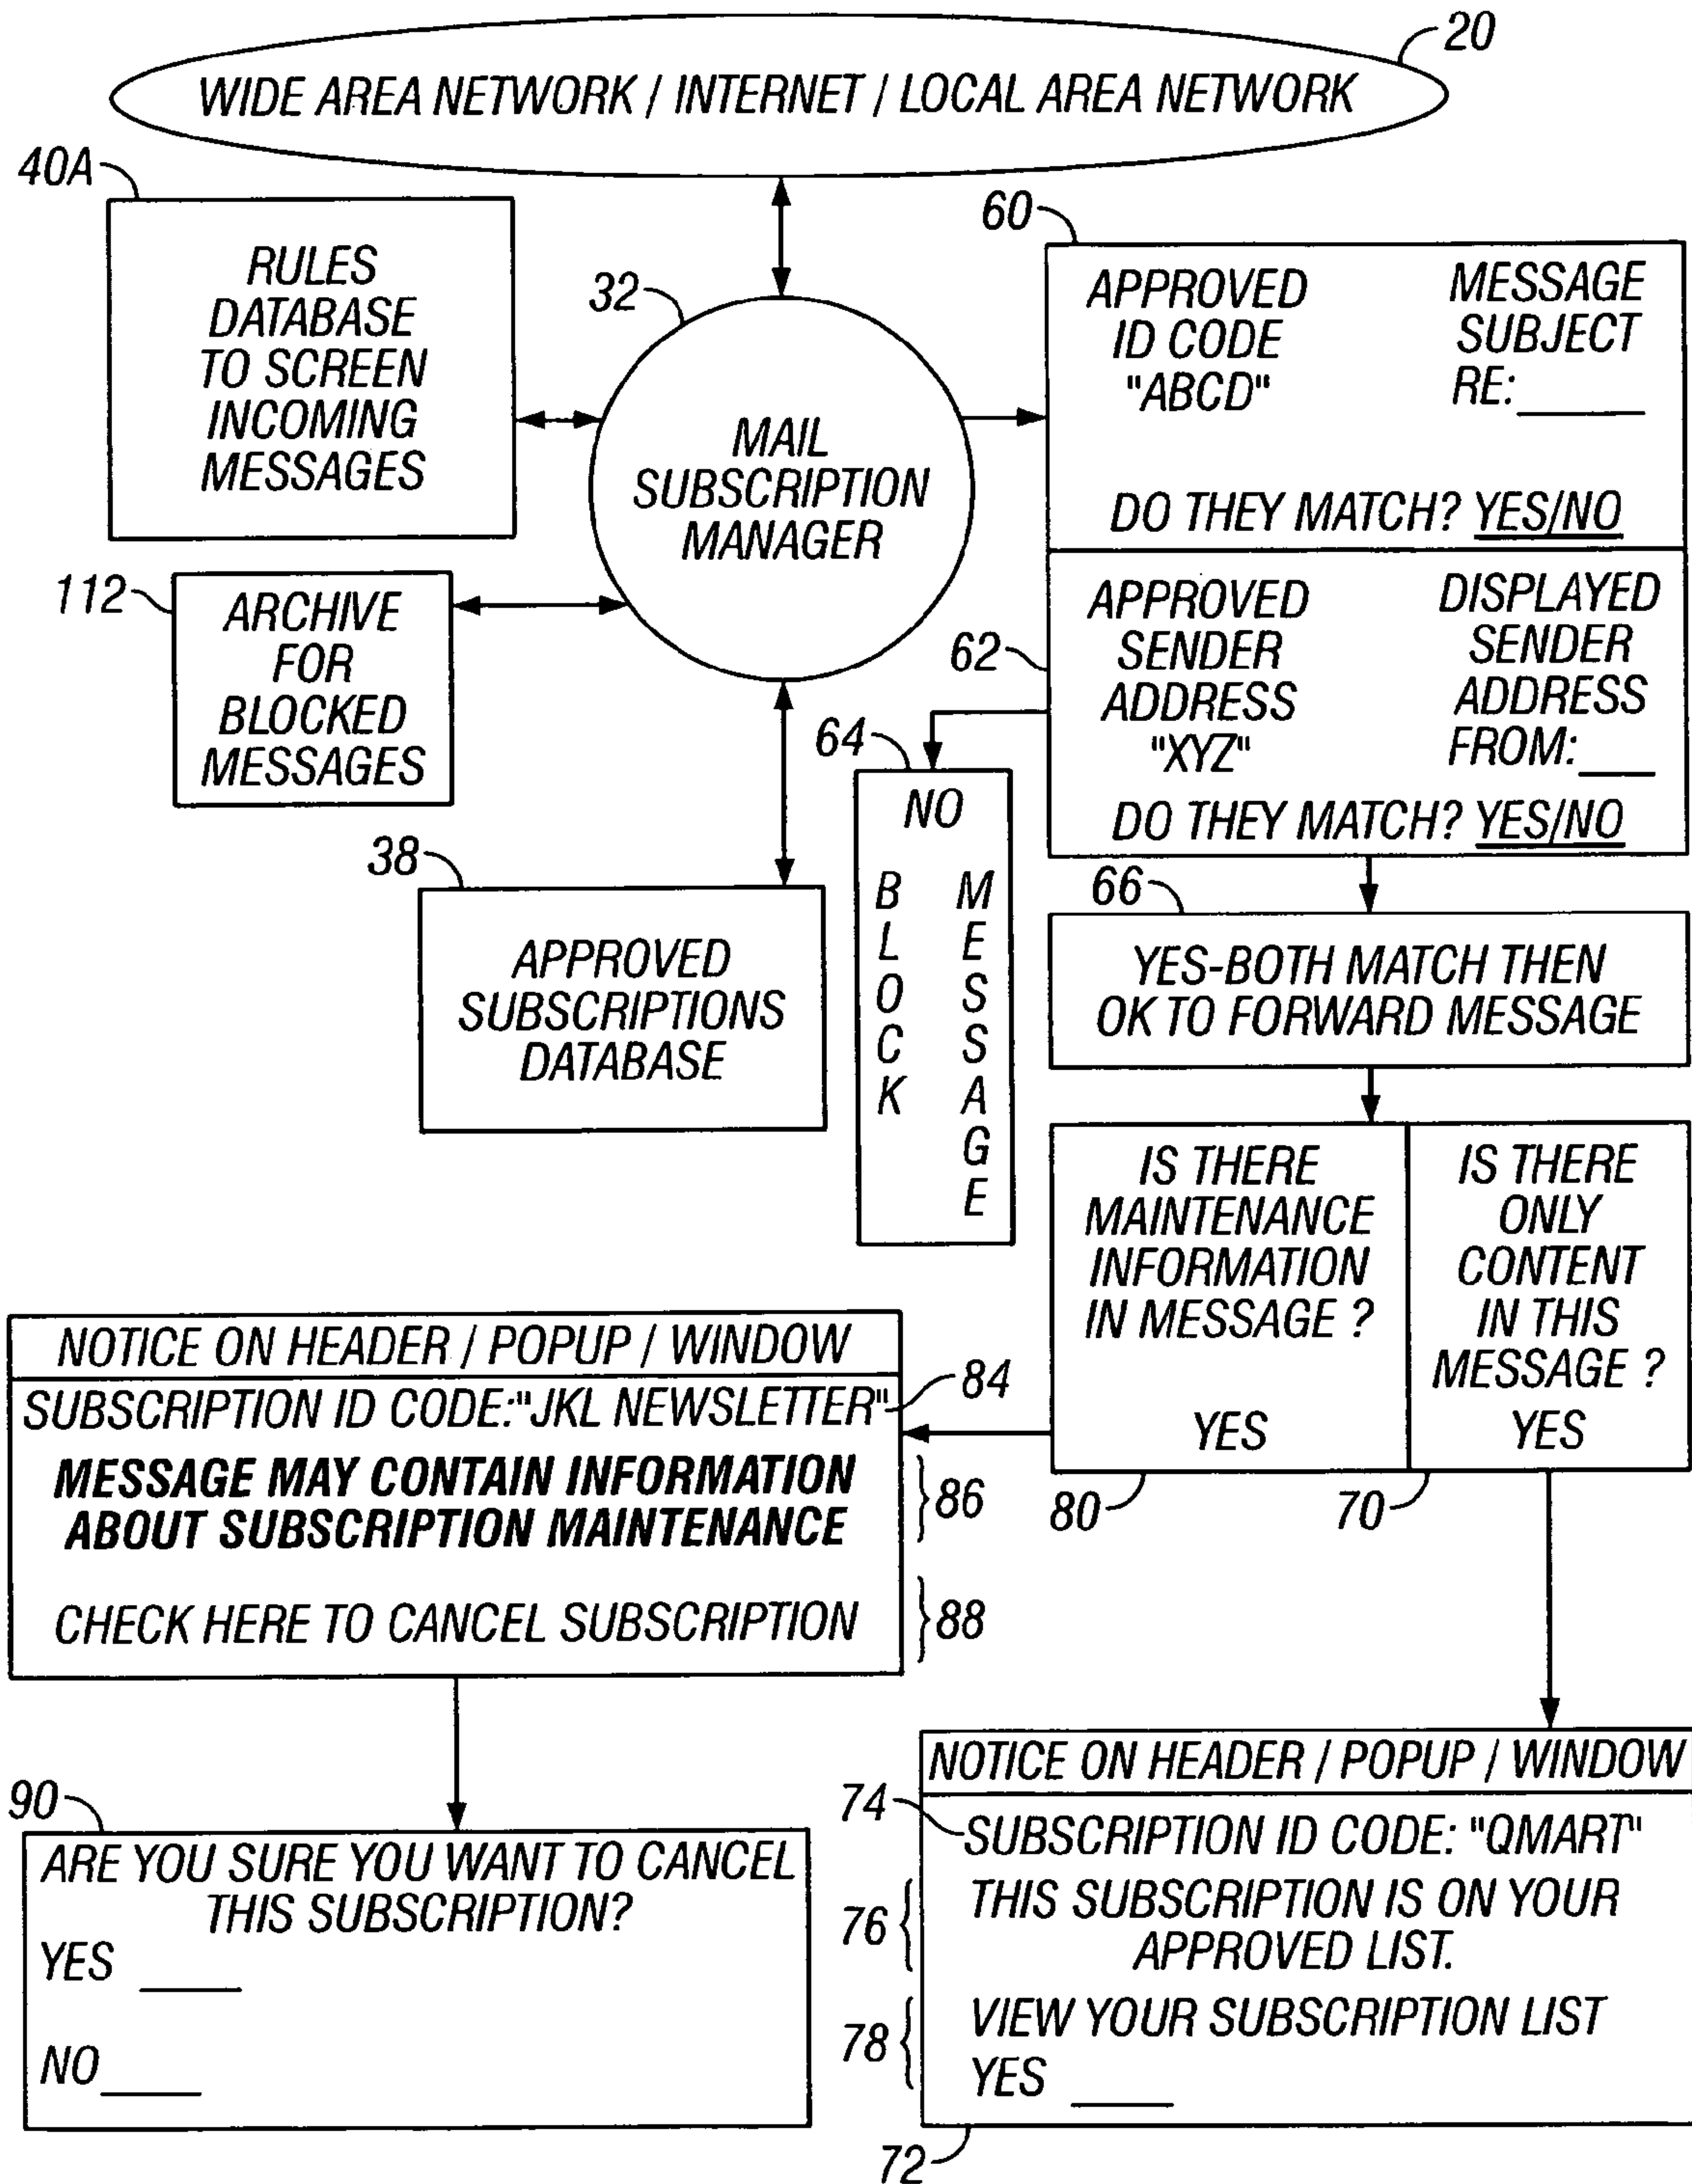 20
WIDE AREA NETWORK / INTERNET / LOCAL AREA NETWORK
40A
RULES
DATABASE
TO SCREEN
INCOMING
MESSAGES
32
MAIL
SUBSCRIPTION
MANAGER
60
APPROVED
ID CODE
"ABCD"
MESSAGE
SUBJECT
RE:
DO THEY MATCH? YES/NO
112
ARCHIVE
FOR
BLOCKED
MESSAGES
62
APPROVED
SENDER
ADDRESS
"XYZ"
DISPLAYED
SENDER
ADDRESS
FROM:
DO THEY MATCH? YES/NO
64
NO
BLOCK
MESSAGE
38
APPROVED
SUBSCRIPTIONS
DATABASE
66
YES-BOTH MATCH THEN
OK TO FORWARD MESSAGE
IS THERE
MAINTENANCE
INFORMATION
IN MESSAGE ?
YES
80
IS THERE
ONLY
CONTENT
IN THIS
MESSAGE ?
YES
70
NOTICE ON HEADER / POPUP / WINDOW
SUBSCRIPTION ID CODE:"JKL NEWSLETTER"
84
MESSAGE MAY CONTAIN INFORMATION
ABOUT SUBSCRIPTION MAINTENANCE
86
CHECK HERE TO CANCEL SUBSCRIPTION
88
90
ARE YOU SURE YOU WANT TO CANCEL
THIS SUBSCRIPTION?
YES
NO
NOTICE ON HEADER / POPUP / WINDOW
74
SUBSCRIPTION ID CODE: "QMART"
76
THIS SUBSCRIPTION IS ON YOUR
APPROVED LIST.
78
VIEW YOUR SUBSCRIPTION LIST
YES
72